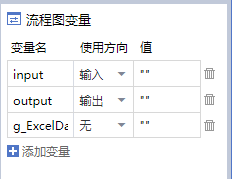 流程图变量
变量名 使用方向 值
input 输入 ""
output 输出 ""
g_ExcelDa 无 ""
添加变量